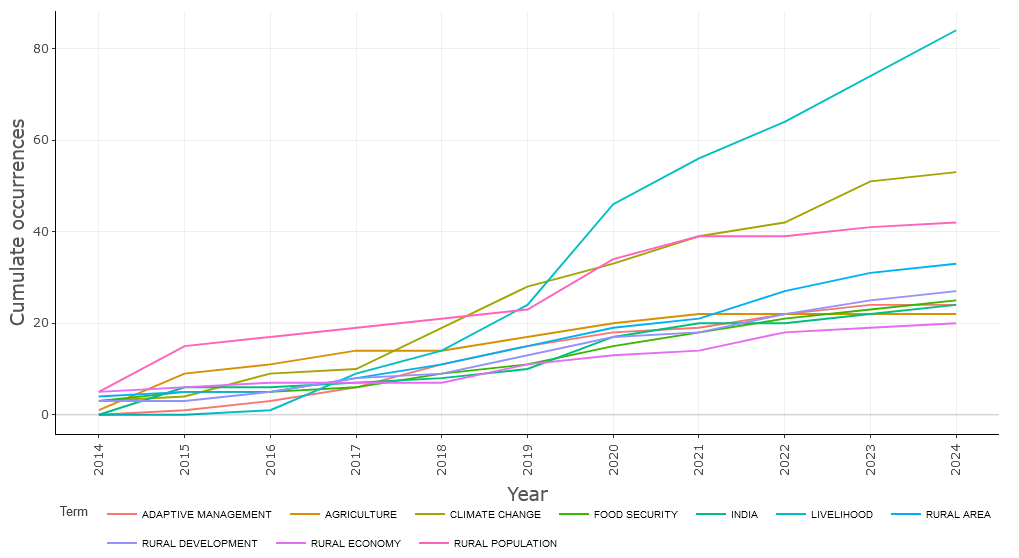 Cumulate occurrences
80
60
40
20
0
2014 2015 2016 2017 2018 2019 2020 2021 2022 2023 2024
Year
Term ADAPTIVE MANAGEMENT AGRICULTURE CLIMATE CHANGE FOOD SECURITY INDIA LIVELIHOOD RURAL AREA
RURAL DEVELOPMENT RURAL ECONOMY RURAL POPULATION